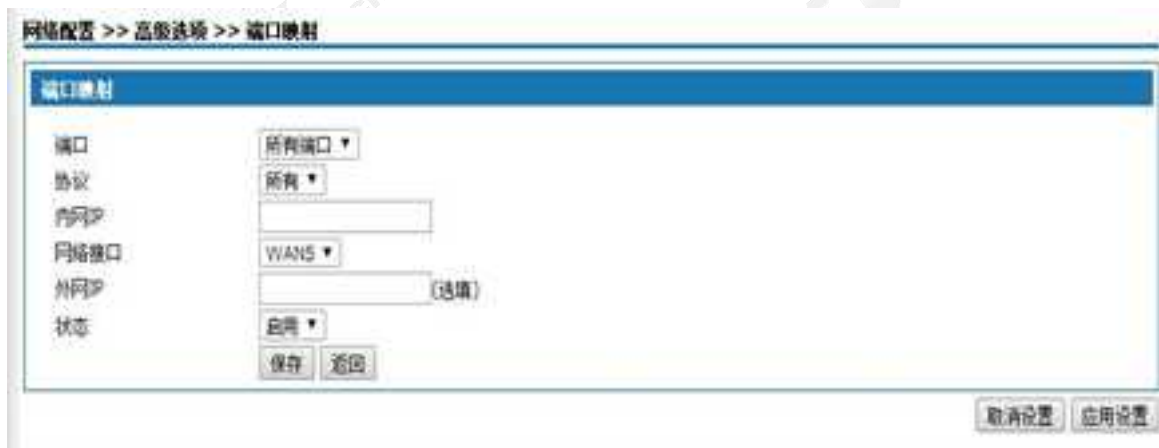 网络配置 >> 高级选项 >> 端口映射
端口映射
端口 所有端口
协议 所有
内网IP
网络接口 WAN5
外网IP (选填)
状态 启用
保存 返回
取消设置 应用设置